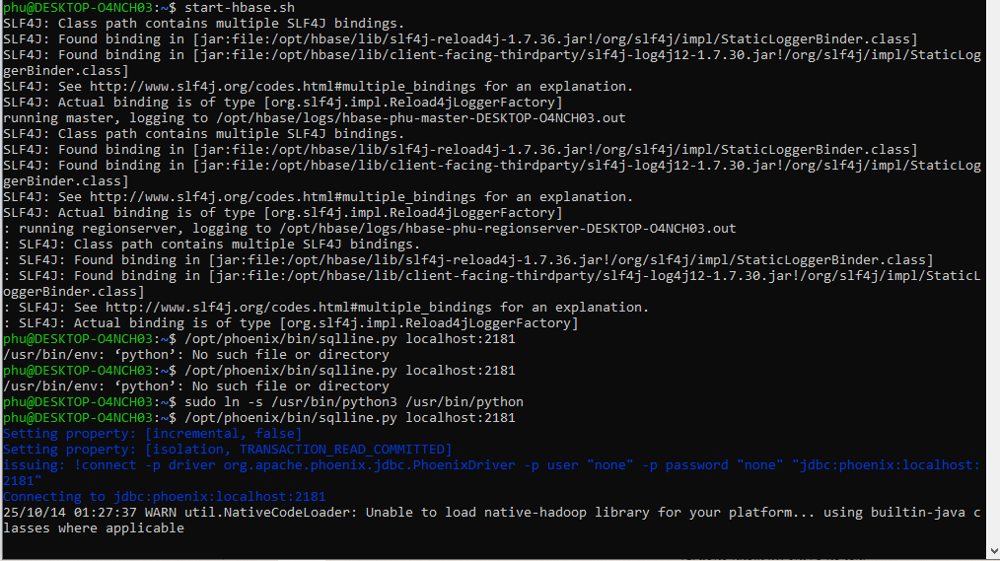 phu@DESKTOP-O4NCH03:~$ start-hbase.sh
SLF4J: Class path contains multiple SLF4J bindings.
SLF4J: Found binding in [jar:file:/opt/hbase/lib/slf4j-reload4j-1.7.36.jar!/org/slf4j/impl/StaticLoggerBinder.class]
SLF4J: Found binding in [jar:file:/opt/hbase/lib/client-facing-thirdparty/slf4j-log4j12-1.7.30.jar!/org/slf4j/impl/StaticLog
gerBinder.class]
SLF4J: See http://www.slf4j.org/codes.html#multiple_bindings for an explanation.
SLF4J: Actual binding is of type [org.slf4j.impl.Reload4jLoggerFactory]
running master, logging to /opt/hbase/logs/hbase-phu-master-DESKTOP-O4NCH03.out
SLF4J: Class path contains multiple SLF4J bindings.
SLF4J: Found binding in [jar:file:/opt/hbase/lib/slf4j-reload4j-1.7.36.jar!/org/slf4j/impl/StaticLoggerBinder.class]
SLF4J: Found binding in [jar:file:/opt/hbase/lib/client-facing-thirdparty/slf4j-log4j12-1.7.30.jar!/org/slf4j/impl/StaticLog
gerBinder.class]
SLF4J: See http://www.slf4j.org/codes.html#multiple_bindings for an explanation.
SLF4J: Actual binding is of type [org.slf4j.impl.Reload4jLoggerFactory]
: running regionserver, logging to /opt/hbase/logs/hbase-phu-regionserver-DESKTOP-O4NCH03.out
: SLF4J: Class path contains multiple SLF4J bindings.
: SLF4J: Found binding in [jar:file:/opt/hbase/lib/slf4j-reload4j-1.7.36.jar!/org/slf4j/impl/StaticLoggerBinder.class]
: SLF4J: Found binding in [jar:file:/opt/hbase/lib/client-facing-thirdparty/slf4j-log4j12-1.7.30.jar!/org/slf4j/impl/StaticL
oggerBinder.class]
: SLF4J: See http://www.slf4j.org/codes.html#multiple_bindings for an explanation.
: SLF4J: Actual binding is of type [org.slf4j.impl.Reload4jLoggerFactory]
phu@DESKTOP-O4NCH03:~$ /opt/phoenix/bin/sqlline.py localhost:2181
/usr/bin/env: ‘python’: No such file or directory
phu@DESKTOP-O4NCH03:~$ /opt/phoenix/bin/sqlline.py localhost:2181
/usr/bin/env: ‘python’: No such file or directory
phu@DESKTOP-O4NCH03:~$ sudo ln -s /usr/bin/python3 /usr/bin/python
phu@DESKTOP-O4NCH03:~$ /opt/phoenix/bin/sqlline.py localhost:2181
Setting property: [incremental, false]
Setting property: [isolation, TRANSACTION_READ_COMMITTED]
issuing: !connect -p driver org.apache.phoenix.jdbc.PhoenixDriver -p user "none" -p password "none" "jdbc:phoenix:localhost:
2181"
Connecting to jdbc:phoenix:localhost:2181
25/10/14 01:27:37 WARN util.NativeCodeLoader: Unable to load native-hadoop library for your platform... using builtin-java c
lasses where applicable